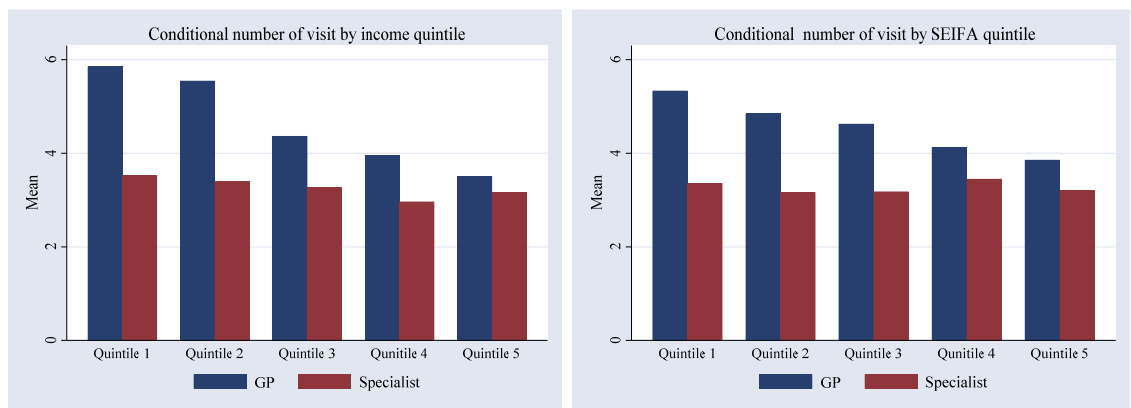 Conditional number of visit by income quintile
6
4
2
0
Mean
Quintile 1 Quintile 2 Quintile 3 Qunitile 4 Quintile 5
GP Specialist
Conditional number of visit by SEIFA quintile
6
4
2
0
Mean
Quintile 1 Quintile 2 Quintile 3 Qunitile 4 Quintile 5
GP Specialist